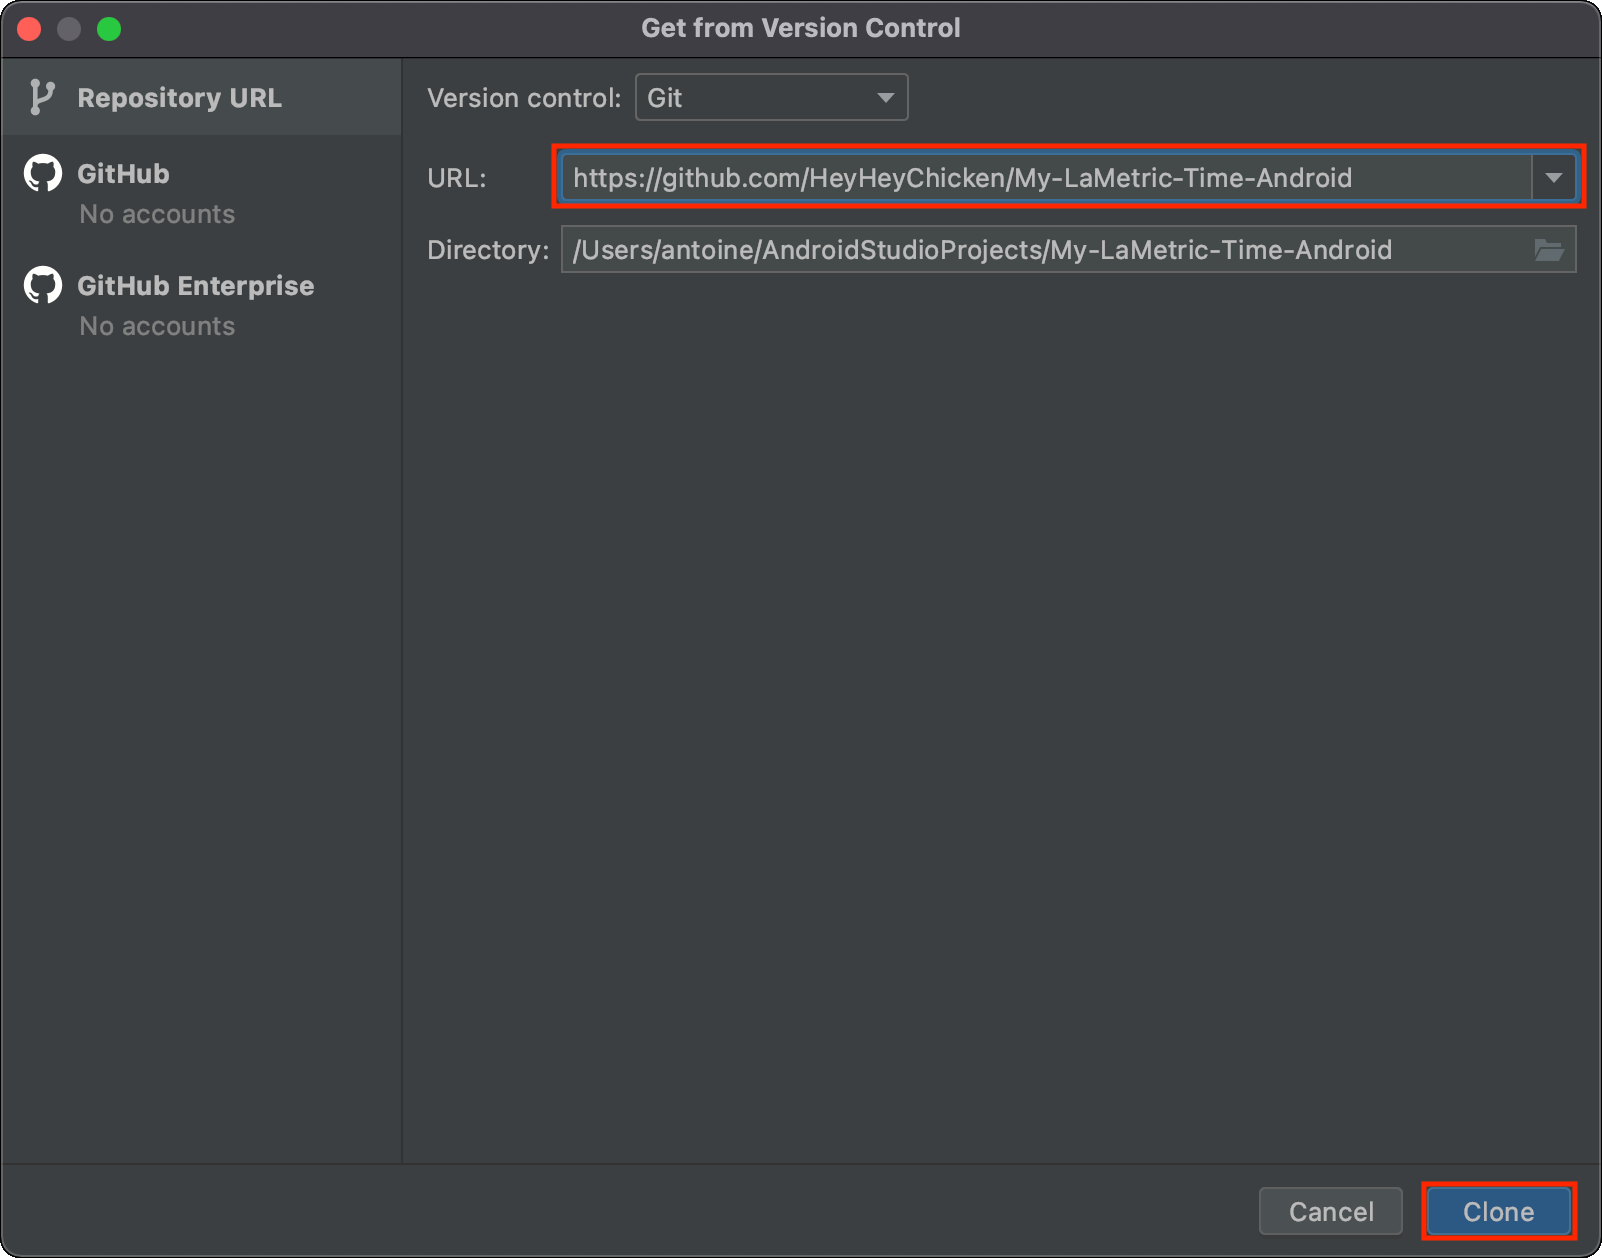 Get from Version Control
Repository URL
GitHub
No accounts
GitHub Enterprise
No accounts
Version control: Git
URL: https://github.com/HeyHeyChicken/My-LaMetric-Time-Android
Directory: /Users/antoine/AndroidStudioProjects/My-LaMetric-Time-Android
Cancel Clone